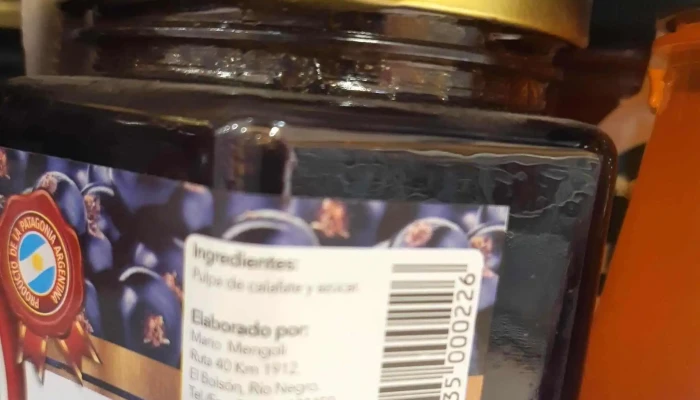 PRODUCTO DE LA PATAGONIA ARGENTINA
Ingredientes:
Pulpa de calafate y azúcar.
Elaborado por:
Mario Mengoli
Ruta 40 Km 1912
El Bolsón, Río Negro
35 000226